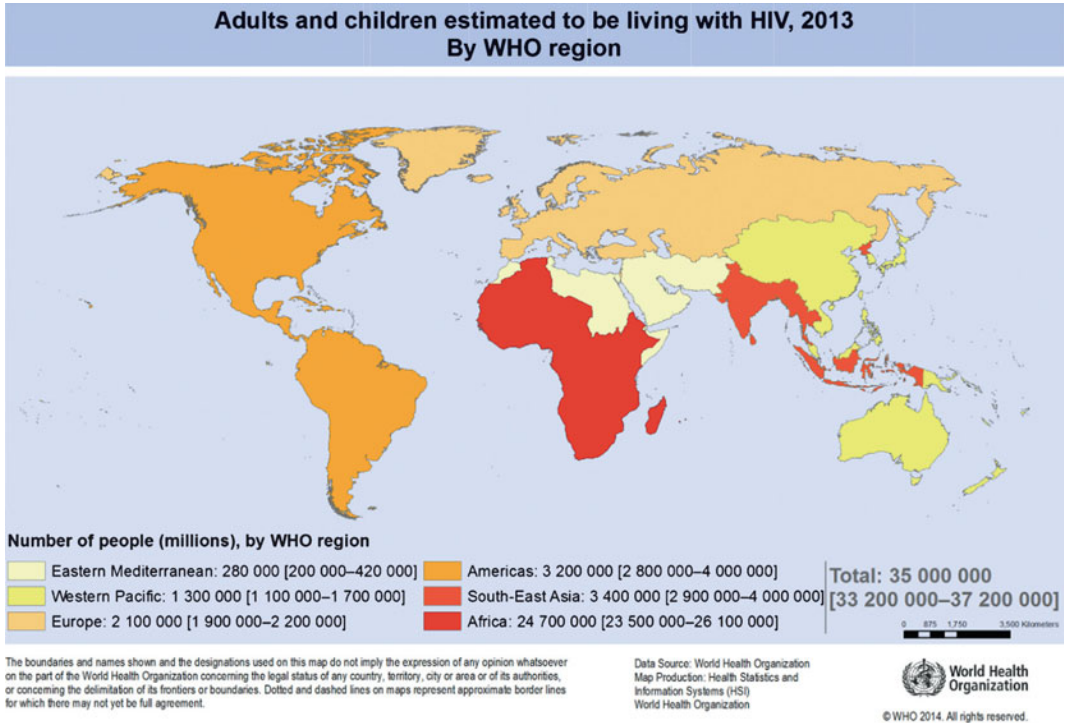 Adults and children estimated to be living with HIV, 2013
By WHO region
Number of people (millions), by WHO region
Eastern Mediterranean: 280 000 [200 000–420 000]
Western Pacific: 1 300 000 [1 100 000–1 700 000]
Europe: 2 100 000 [1 900 000–2 200 000]
Americas: 3 200 000 [2 800 000–4 000 000]
South-East Asia: 3 400 000 [2 900 000–4 000 000]
Africa: 24 700 000 [23 500 000–26 100 000]
Total: 35 000 000
[33 200 000–37 200 000]
0 875 1,750 3,500 Kilometers
The boundaries and names shown and the designations used on this map do not imply the expression of any opinion whatsoever
on the part of the World Health Organization concerning the legal status of any country, territory, city or area or of its authorities,
or concerning the delimitation of its frontiers or boundaries. Dotted and dashed lines on maps represent approximate border lines
for which there may not yet be full agreement.
Data Source: World Health Organization
Map Production: Health Statistics and
Information Systems (HSI)
World Health Organization
World Health
Organization
© WHO 2014. All rights reserved.